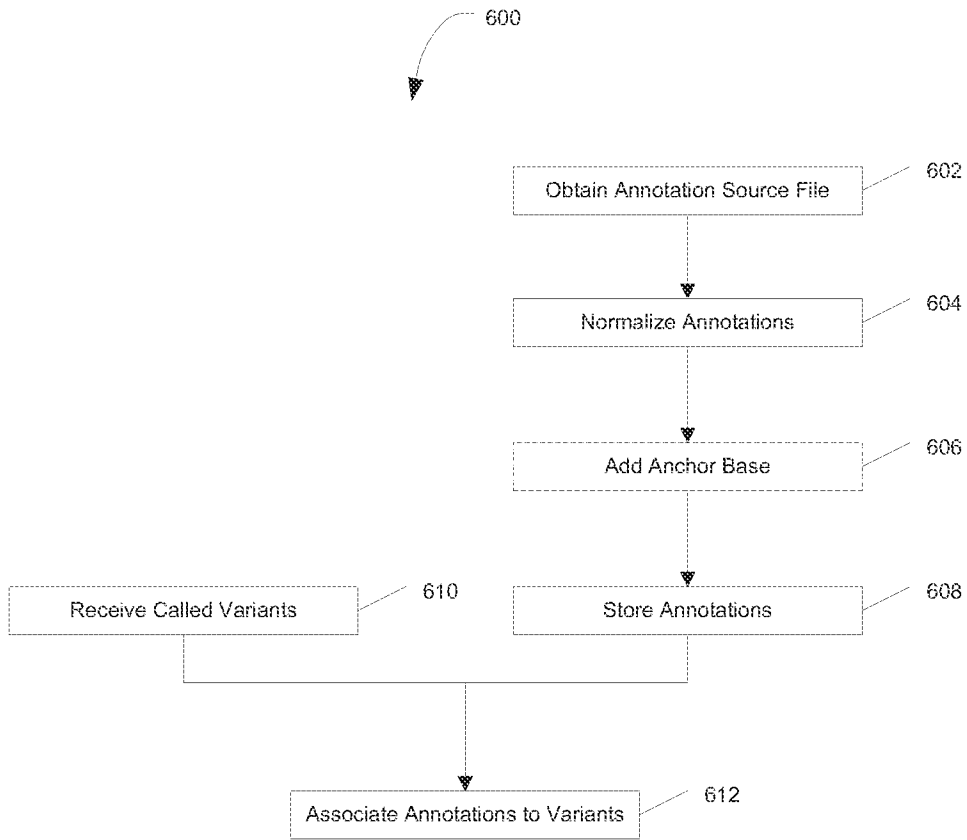 600
Obtain Annotation Source File
602
Normalize Annotations
604
Add Anchor Base
606
Receive Called Variants
610
Store Annotations
608
Associate Annotations to Variants
612